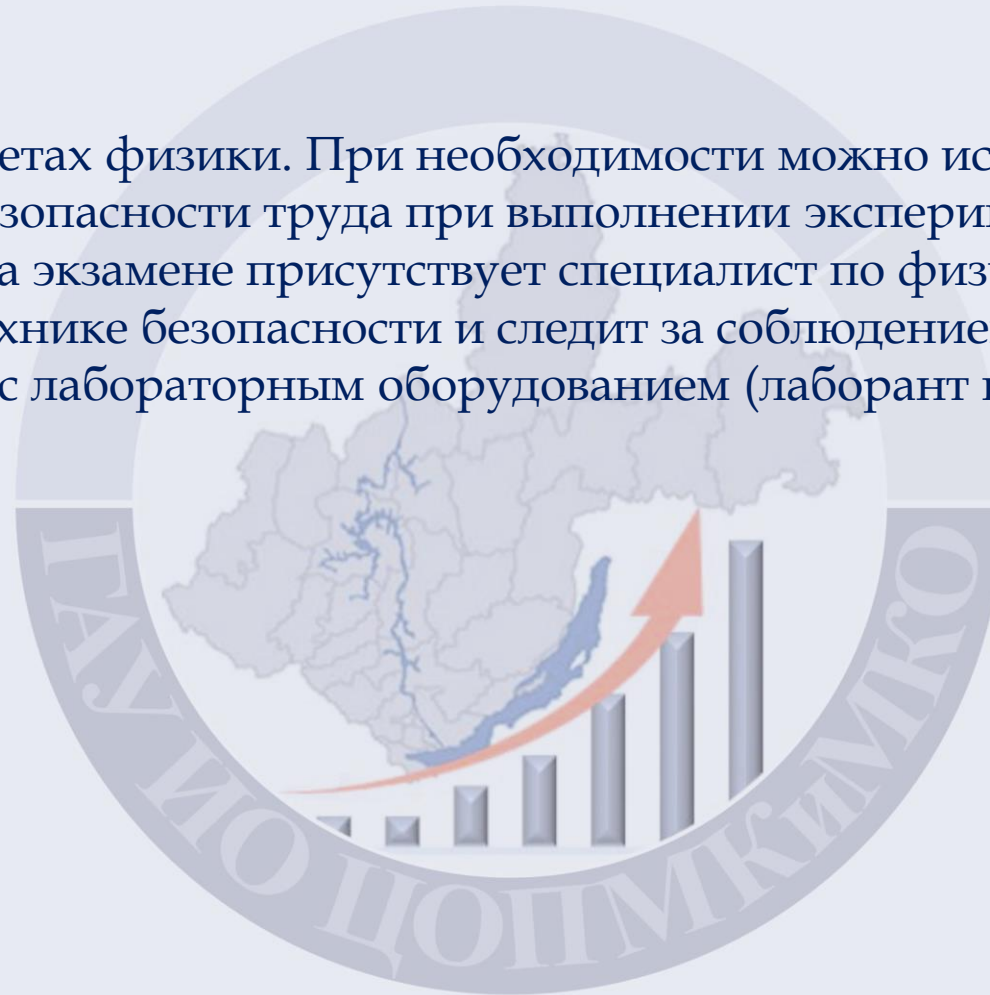 етах физики. При необходимости можно ис
зопасности труда при выполнении экспери
а экзамене присутствует специалист по физ
хнике безопасности и следит за соблюдение
с лабораторным оборудованием (лаборант
ГАУ ИО ЦОПМКиМКО